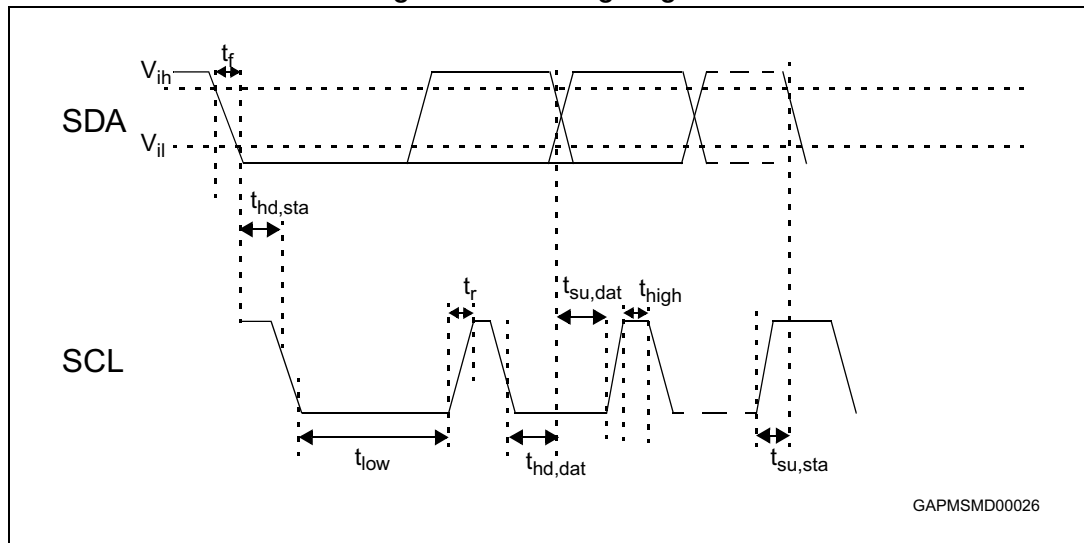 t_f
V_ih
SDA
V_il
t_hd,sta
t_r
t_su,dat
t_high
SCL
t_low
t_hd,dat
t_su,sta
GAPMSMD00026